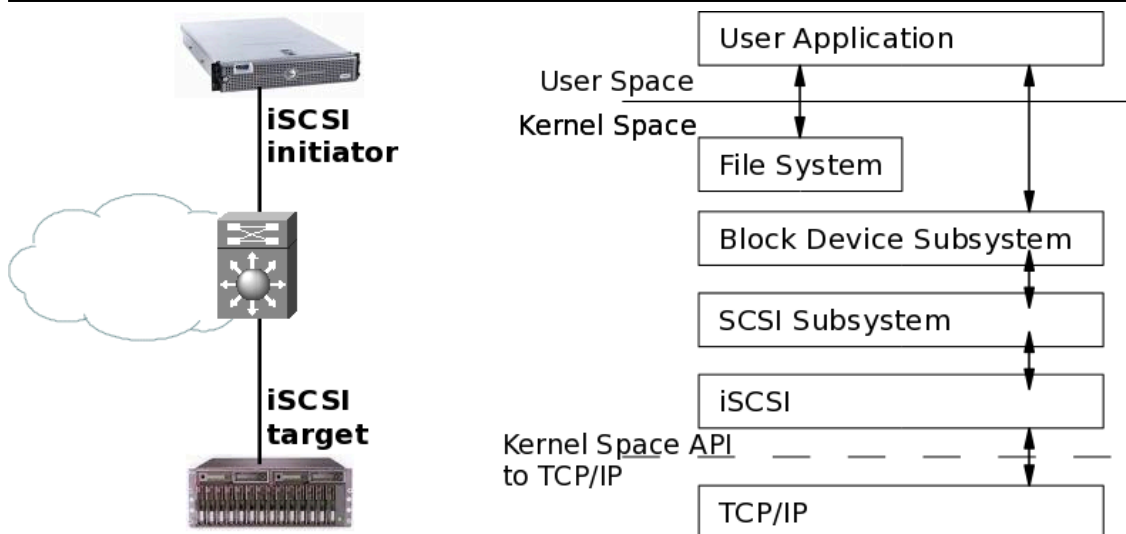 iSCSI
initiator
iSCSI
target
User Application
User Space
Kernel Space
File System
Block Device Subsystem
SCSI Subsystem
iSCSI
Kernel Space API
to TCP/IP
TCP/IP